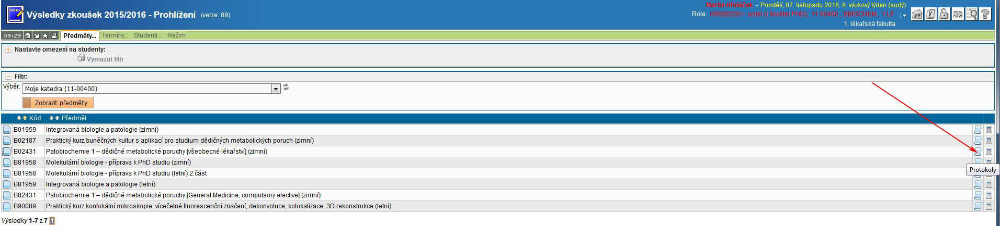 Martin Hřebíček - Pondělí, 07. listopadu 2016, 6. výukový týden (sudý)
Index
Výsledky zkoušek 2015/2016 - Prohlížení (verze: 89)
Role: - ucitel (i školitel PHD), 11-00400 , BBIOCHEM , 1.LF
1. lékařská fakulta
59:29 Předměty... Termíny... Studenti... Režim
Nastavte omezení na studenty:
Vymazat filtr
Filtr:
Výběr: Moje katedra (11-00400)
Zobrazit předměty
Kód Předmět
B01959 Integrovaná biologie a patologie (zimní)
B02187 Praktický kurz buněčných kultur s aplikací pro studium dědičných metabolických poruch (zimní)
B02431 Patobiochemie 1 – dědičné metabolické poruchy [všeobecné lékařství] (zimní)
B81958 Molekulární biologie - příprava k PhD studiu (zimní)
Protokoly
B81958 Molekulární biologie - příprava k PhD studiu (letní) 2.část
B81959 Integrovaná biologie a patologie (letní)
B82431 Patobiochemie 1 – dědičné metabolické poruchy [General Medicine, compulsory elective] (zimní)
B90089 Praktický kurz konfokální mikroskopie: vícečetné fluorescenční značení, dekonvoluce, kolokalizace, 3D rekonstrukce (letní)
Výsledky 1-7 z 7 1